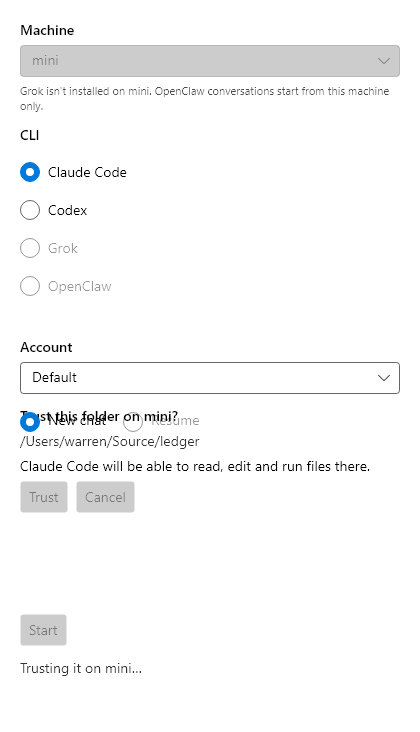 Machine
mini
Grok isn't installed on mini. OpenClaw conversations start from this machine
only.
CLI
Claude Code
Codex
Grok
OpenClaw
Account
Default
Trust this folder on mini?
New chat
Resume
/Users/warren/Source/ledger
Claude Code will be able to read, edit and run files there.
Trust
Cancel
Start
Trusting it on mini...